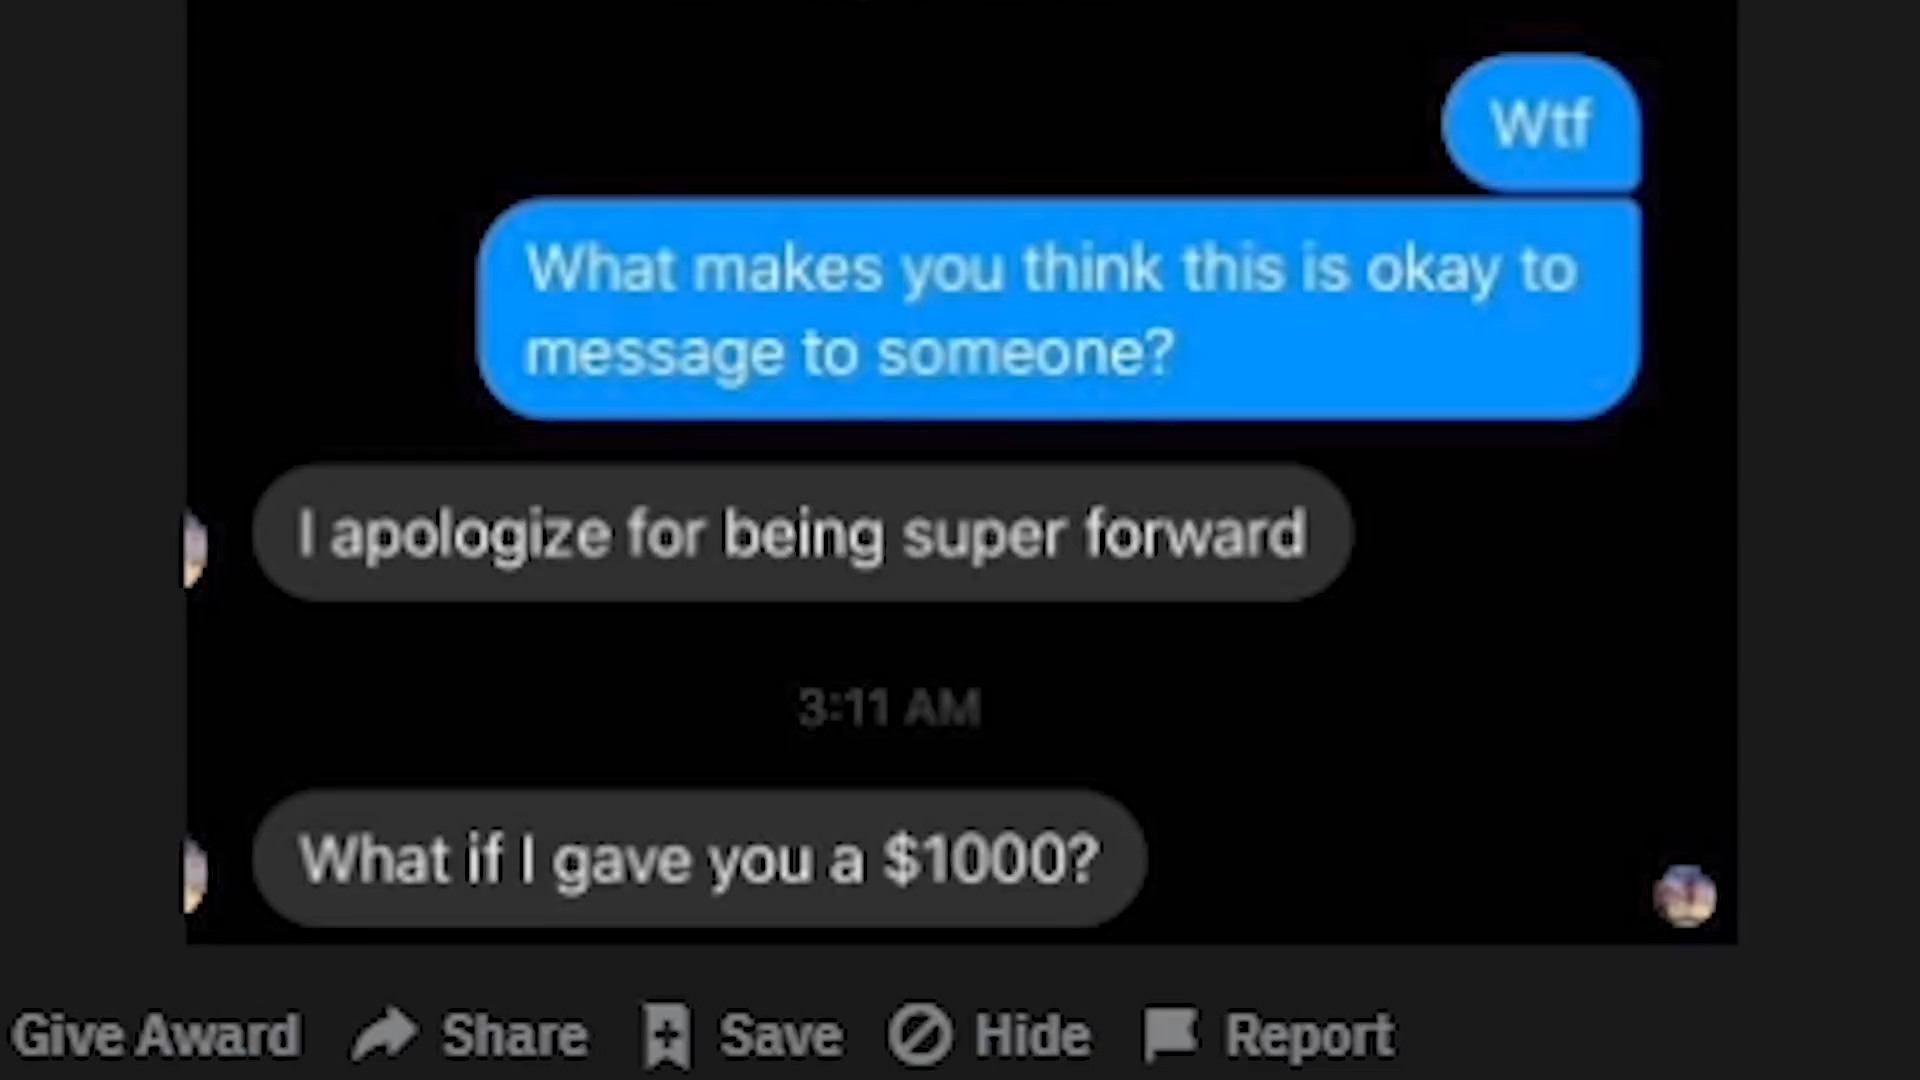 Wtf
What makes you think this is okay to
message to someone?
I apologize for being super forward
3:11 AM
What if I gave you a $1000?
Give Award Share Save Hide Report